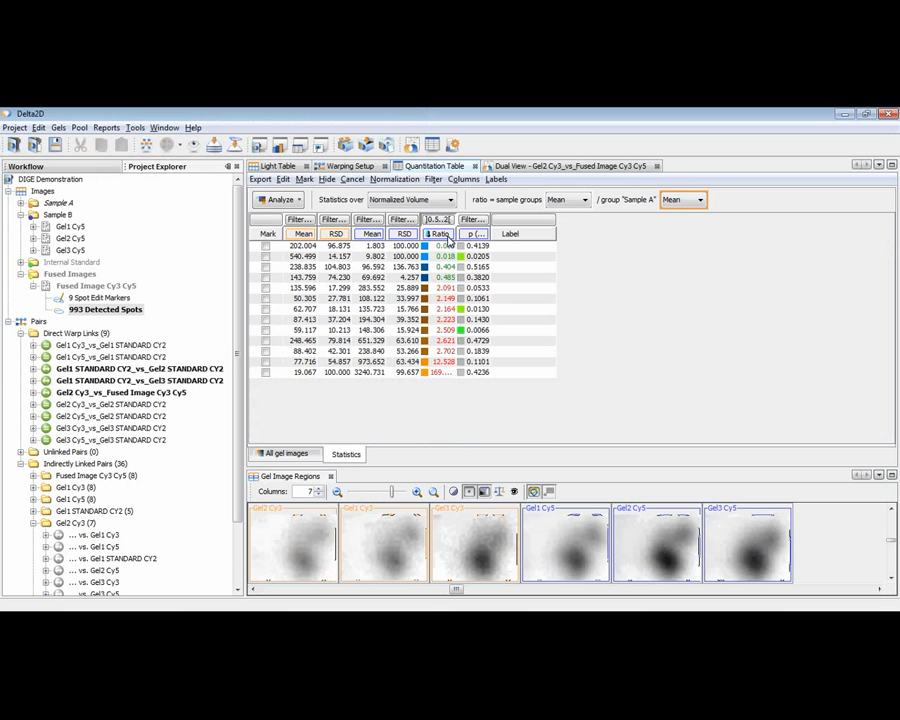 Delta2D
Project Edit Gels Pool Reports Tools Window Help
Workflow Project Explorer
DIGE Demonstration
Images
Sample A
Sample B
Gel1 Cy5
Gel2 Cy5
Gel3 Cy5
Internal Standard
Fused Images
Fused Image Cy3 Cy5
9 Spot Edit Markers
993 Detected Spots
Pairs
Direct Warp Links (9)
Gel1 Cy3_vs_Gel1 STANDARD CY2
Gel1 Cy5_vs_Gel1 STANDARD CY2
Gel1 STANDARD CY2_vs_Gel2 STANDARD CY2
Gel1 STANDARD CY2_vs_Gel3 STANDARD CY2
Gel2 Cy3_vs_Fused Image Cy3 Cy5
Gel2 Cy3_vs_Gel2 STANDARD CY2
Gel2 Cy5_vs_Gel2 STANDARD CY2
Gel3 Cy3_vs_Gel3 STANDARD CY2
Gel3 Cy5_vs_Gel3 STANDARD CY2
Unlinked Pairs (0)
Indirectly Linked Pairs (36)
Fused Image Cy3 Cy5 (8)
Gel1 Cy3 (8)
Gel1 Cy5 (8)
Gel1 STANDARD CY2 (5)
Gel2 Cy3 (7)
... vs. Gel1 Cy3
... vs. Gel1 Cy5
... vs. Gel1 STANDARD CY2
... vs. Gel2 Cy5
... vs. Gel3 Cy3
... vs. Gel3 Cy5
Light Table Warping Setup Quantitation Table Dual View - Gel2 Cy3_vs_Fused Image Cy3 Cy5
Export Edit Mark Hide Cancel Normalization Filter Columns Labels
Analyze Statistics over Normalized Volume ratio = sample groups Mean / group "Sample A" Mean
Filter... Filter... Filter... Filter... ]0.5..2[ Filter...
Mark Mean RSD Mean RSD Ratio p (... Label
202.004 96.875 1.803 100.000 0.4139
540.499 14.157 9.802 100.000 0.018 0.0205
238.835 104.803 96.592 136.763 0.404 0.5165
143.759 74.230 69.692 4.257 0.485 0.3820
135.596 17.299 283.552 25.886 2.091 0.0533
50.305 27.781 108.122 33.997 2.149 0.1061
62.707 18.131 135.723 15.766 2.164 0.0130
87.413 37.204 194.304 39.352 2.223 0.1430
59.117 10.213 148.306 15.924 2.509 0.0066
248.465 79.814 651.329 63.610 2.621 0.4729
88.402 42.301 238.840 53.266 2.702 0.1839
77.716 54.857 973.652 63.434 12.528 0.1101
19.067 100.000 3240.731 99.657 169.... 0.4236
All gel images Statistics
Gel Image Regions
Columns: 7
Gel2 Cy3 Gel1 Cy3 Gel3 Cy3 Gel1 Cy5 Gel2 Cy5 Gel3 Cy5